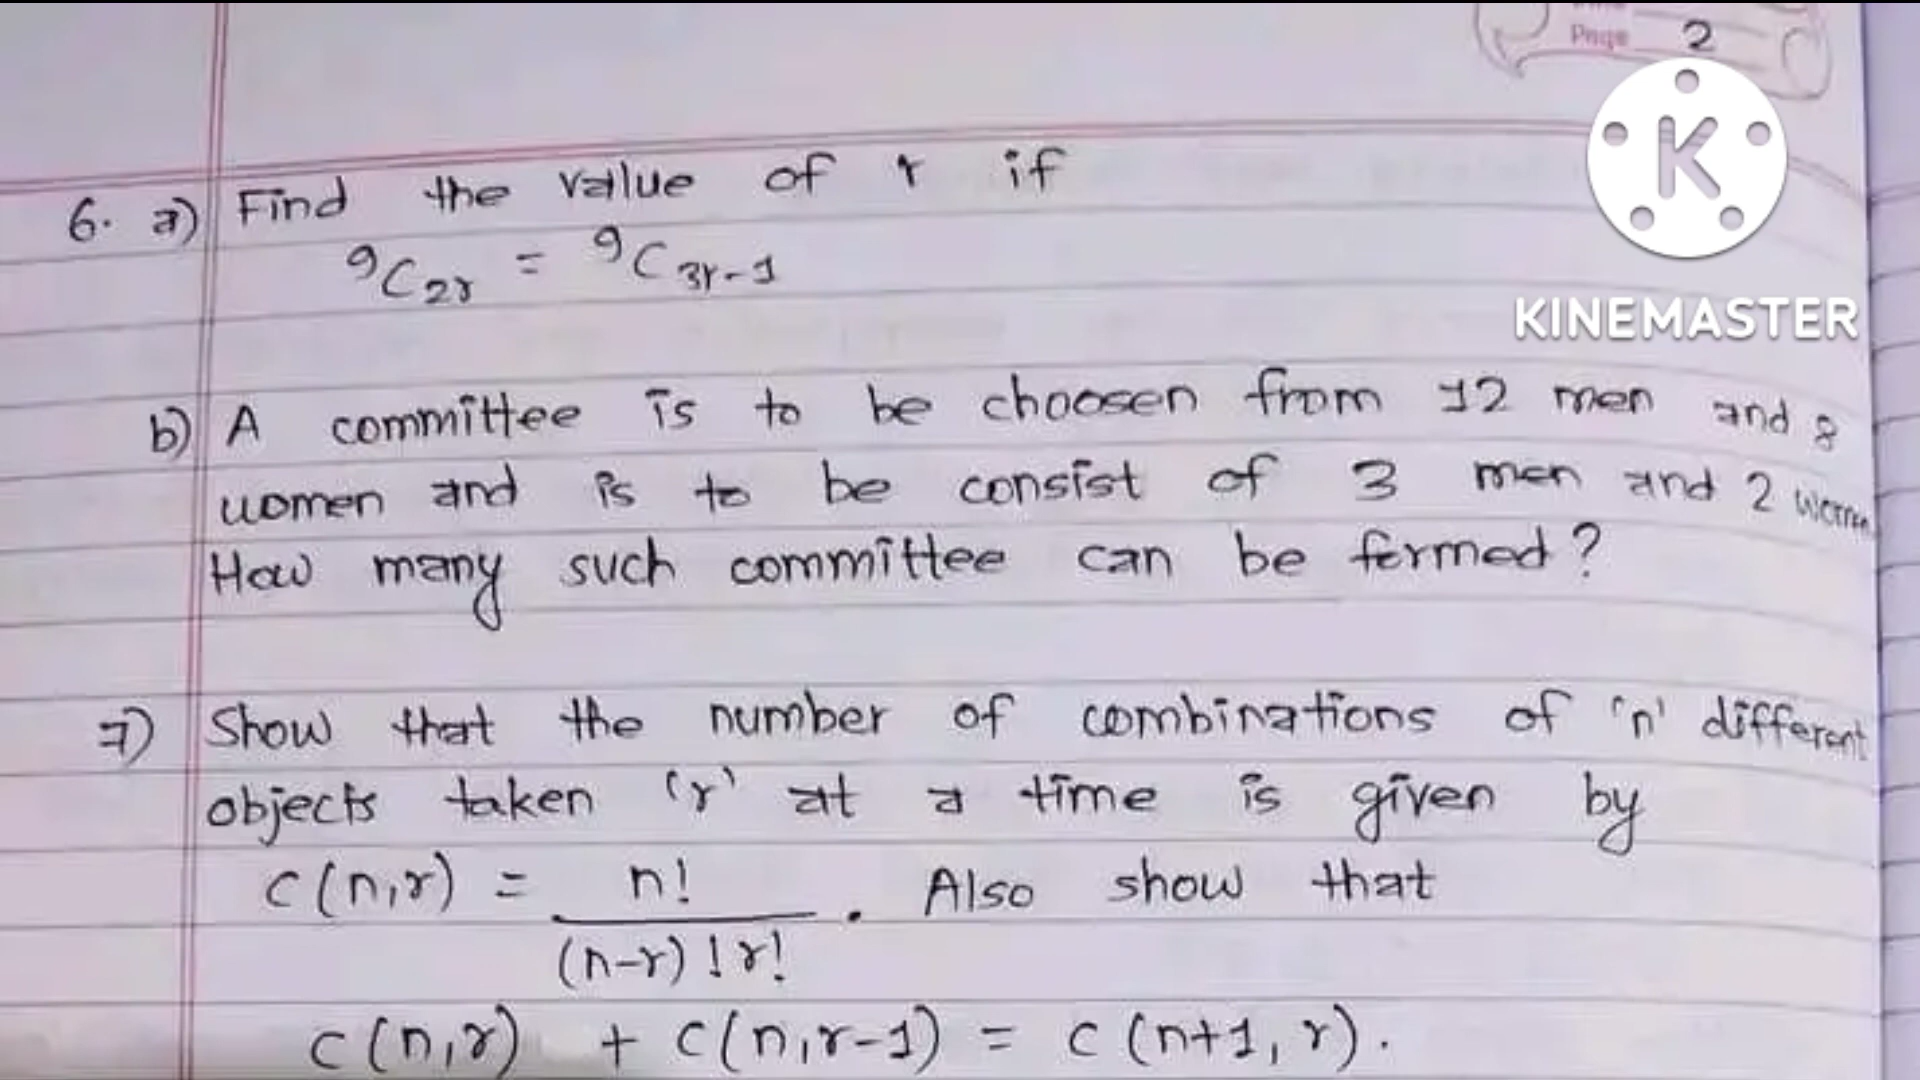 Page 2
KINEMASTER
6. a) Find the value of r if
⁹C₂ᵣ = ⁹C₃ᵣ₋₁
b) A committee is to be choosen from 12 men and 8
women and is to be consist of 3 men and 2 women
How many such committee can be formed?
7) Show that the number of combinations of 'n' different
objects taken 'r' at a time is given by
C(n,r) = n! / (n-r)!r! . Also show that
C(n,r) + C(n,r-1) = C(n+1, r).